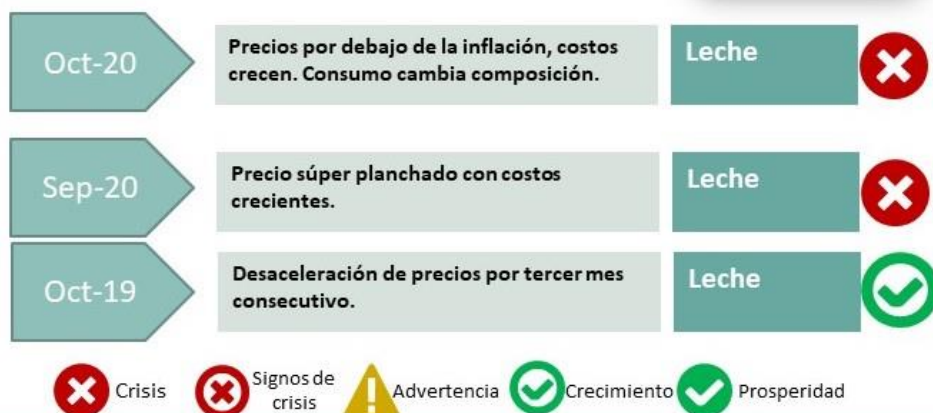 Oct-20
Precios por debajo de la inflación, costos
crecen. Consumo cambia composición.
Leche
Sep-20
Precio súper planchado con costos
crecientes.
Leche
Oct-19
Desaceleración de precios por tercer mes
consecutivo.
Leche
Crisis
Signos de
crisis
Advertencia
Crecimiento
Prosperidad